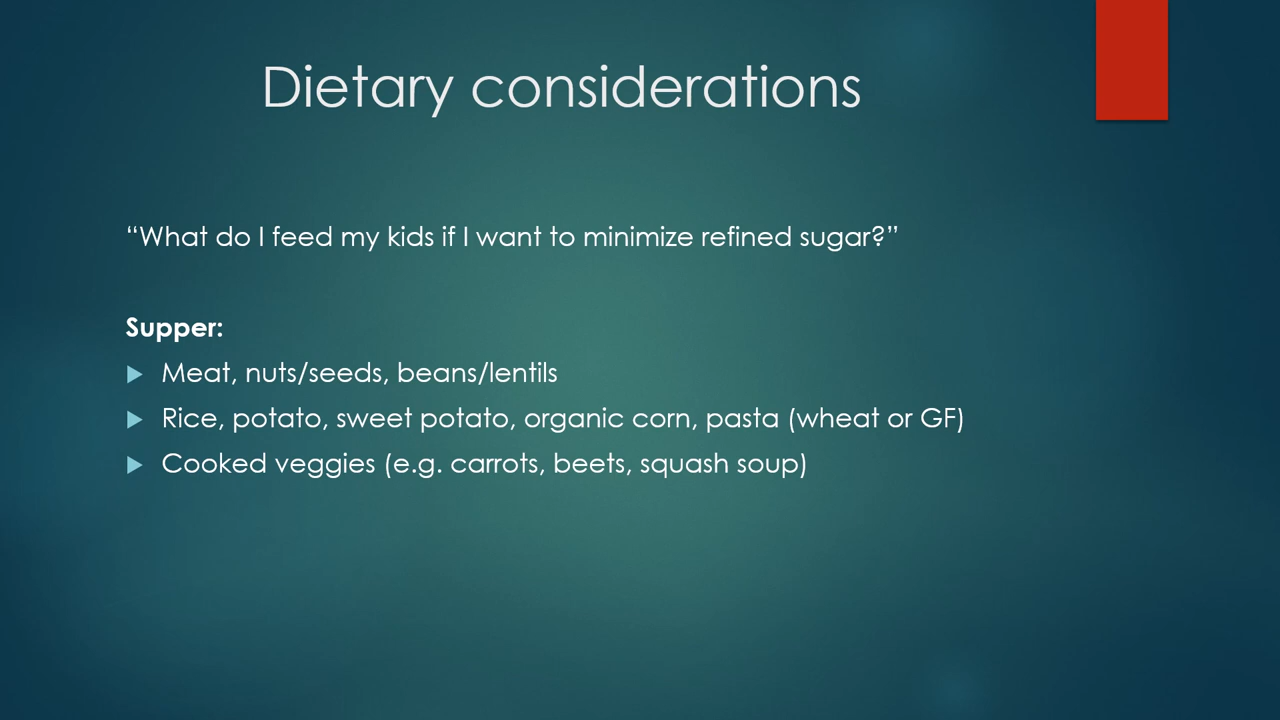 Dietary considerations
“What do I feed my kids if I want to minimize refined sugar?”
Supper:
Meat, nuts/seeds, beans/lentils
Rice, potato, sweet potato, organic corn, pasta (wheat or GF)
Cooked veggies (e.g. carrots, beets, squash soup)